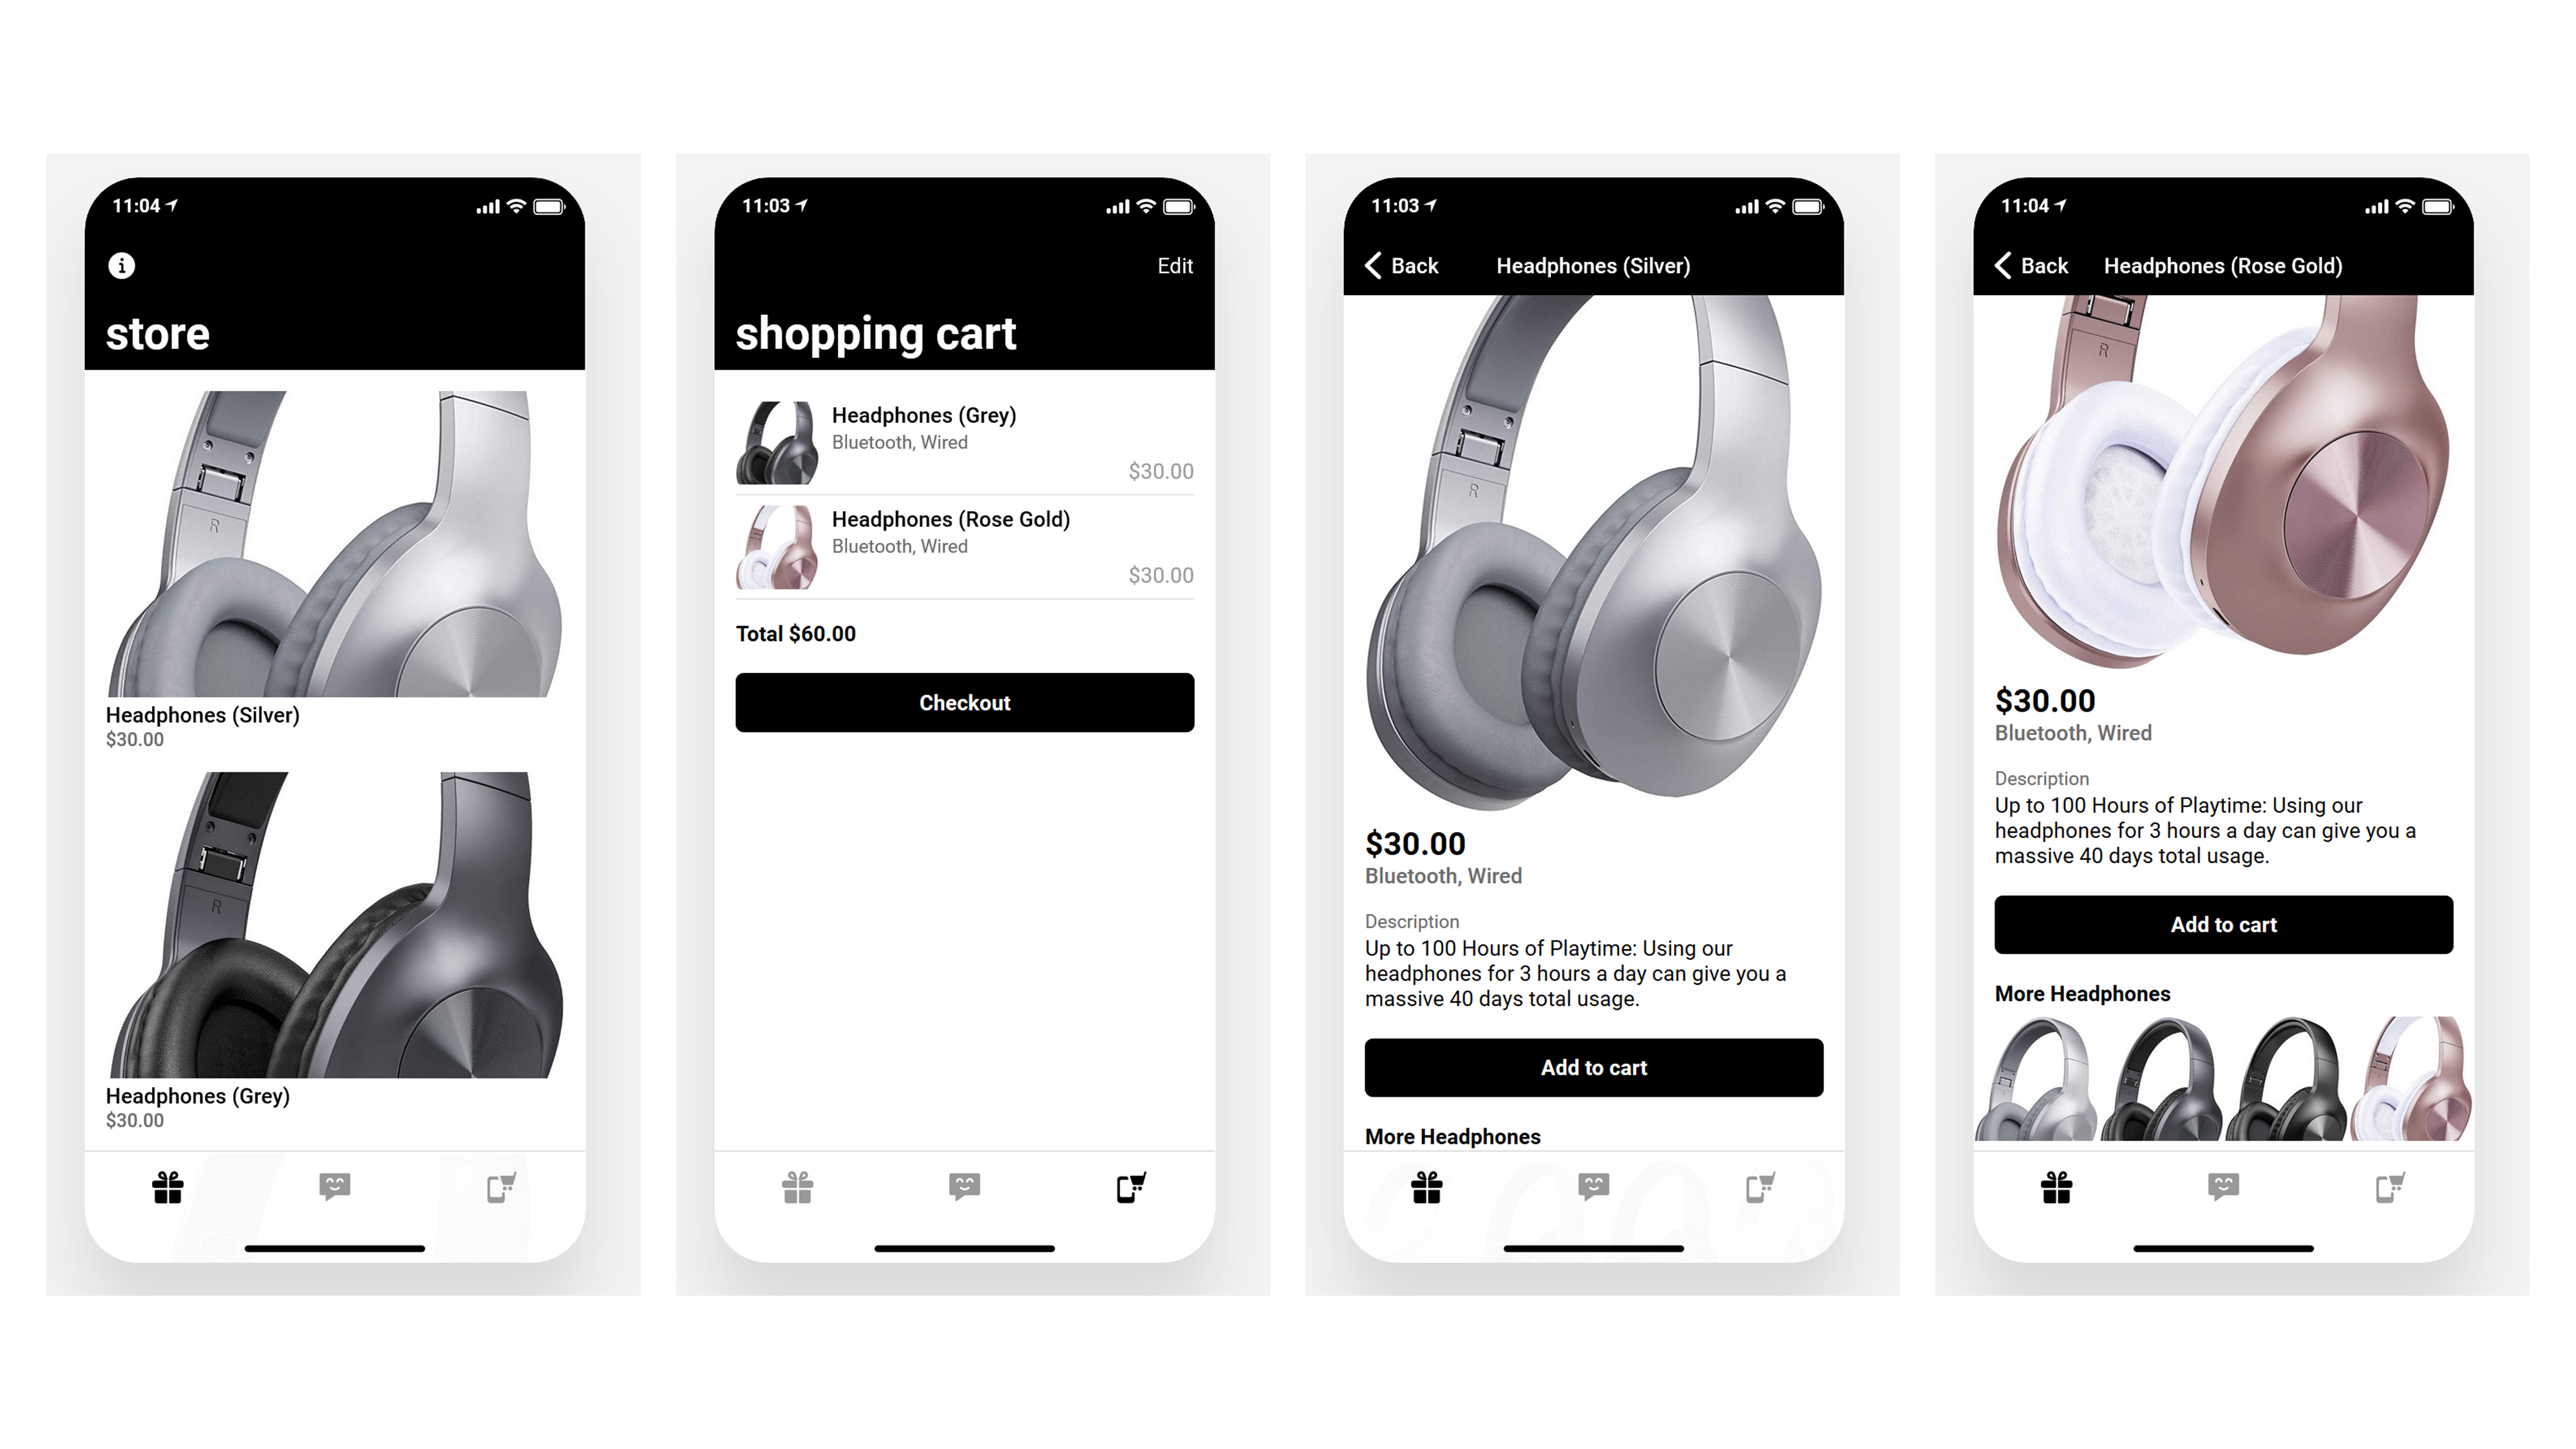 11:04
store
R
Headphones (Silver)
$30.00
R
Headphones (Grey)
$30.00
11:03
Edit
shopping cart
Headphones (Grey)
Bluetooth, Wired
$30.00
Headphones (Rose Gold)
Bluetooth, Wired
$30.00
Total $60.00
Checkout
11:03
Back
Headphones (Silver)
R
$30.00
Bluetooth, Wired
Description
Up to 100 Hours of Playtime: Using our
headphones for 3 hours a day can give you a
massive 40 days total usage.
Add to cart
More Headphones
11:04
Back
Headphones (Rose Gold)
R
$30.00
Bluetooth, Wired
Description
Up to 100 Hours of Playtime: Using our
headphones for 3 hours a day can give you a
massive 40 days total usage.
Add to cart
More Headphones